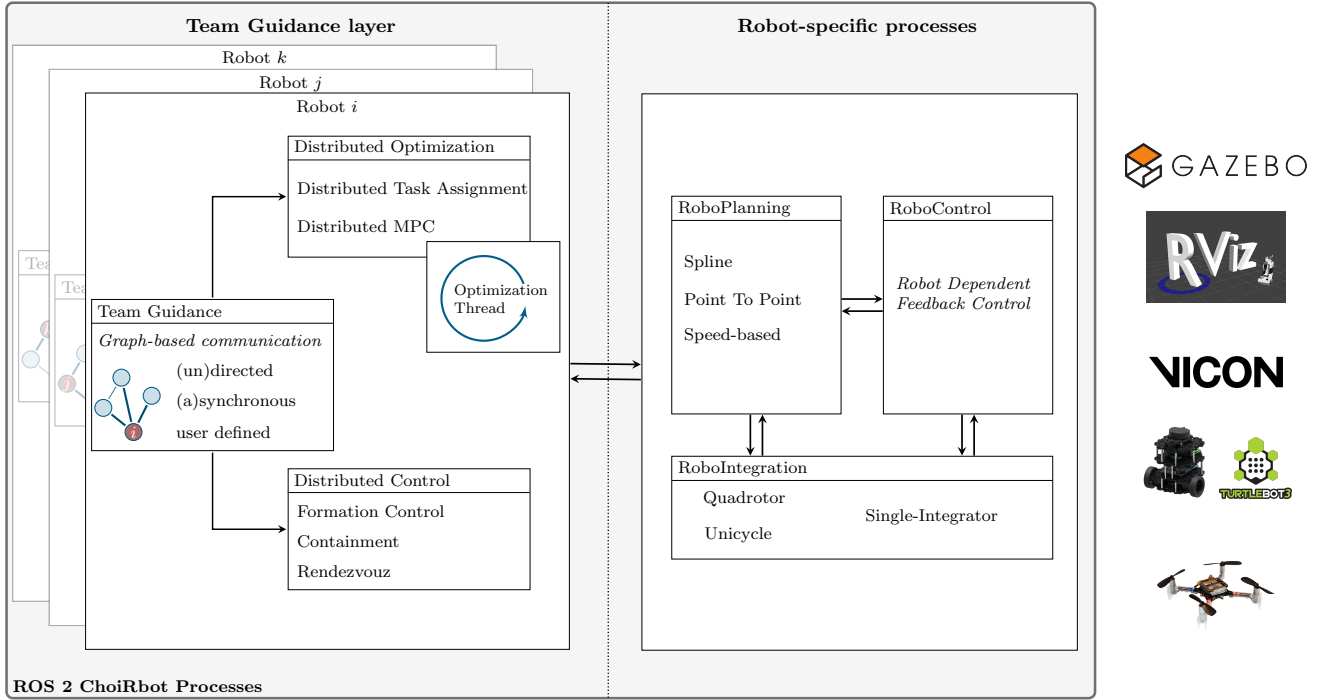 Team Guidance layer
Robot-specific processes
Robot k
Robot j
Robot i
Distributed Optimization
Distributed Task Assignment
Distributed MPC
Optimization
Thread
Tea
Tea
Team Guidance
Graph-based communication
(un)directed
(a)synchronous
user defined
i
j
Distributed Control
Formation Control
Containment
Rendezvouz
RoboPlanning
Spline
Point To Point
Speed-based
RoboControl
Robot Dependent
Feedback Control
RoboIntegration
Quadrotor
Unicycle
Single-Integrator
ROS 2 ChoiRbot Processes
GAZEBO
RViz
VICON
TURTLEBOT3